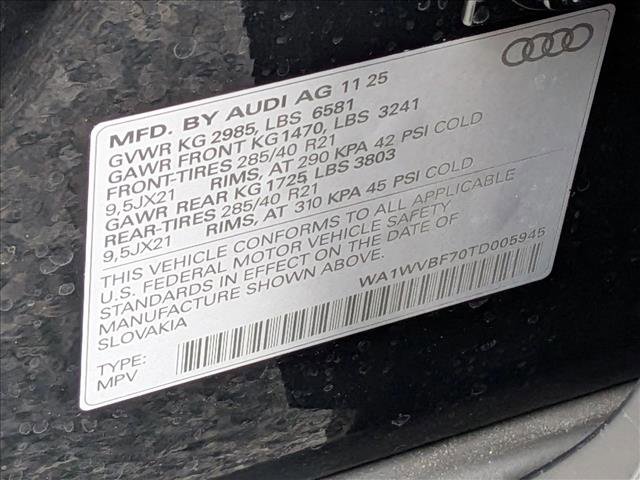 MFD. BY AUDI AG 11 25
GVWR KG 2985, LBS 6581
GAWR FRONT KG1470, LBS 3241
FRONT-TIRES 285/40 R21
9,5JX21 RIMS, AT 290 KPA 42 PSI COLD
GAWR REAR KG 1725 LBS 3803
REAR-TIRES 285/40 R21
9,5JX21 RIMS, AT 310 KPA 45 PSI COLD
THIS VEHICLE CONFORMS TO ALL APPLICABLE
U.S. FEDERAL MOTOR VEHICLE SAFETY
STANDARDS IN EFFECT ON THE DATE OF
MANUFACTURE SHOWN ABOVE.
SLOVAKIA
WA1WVBF70TD005945
TYPE:
MPV